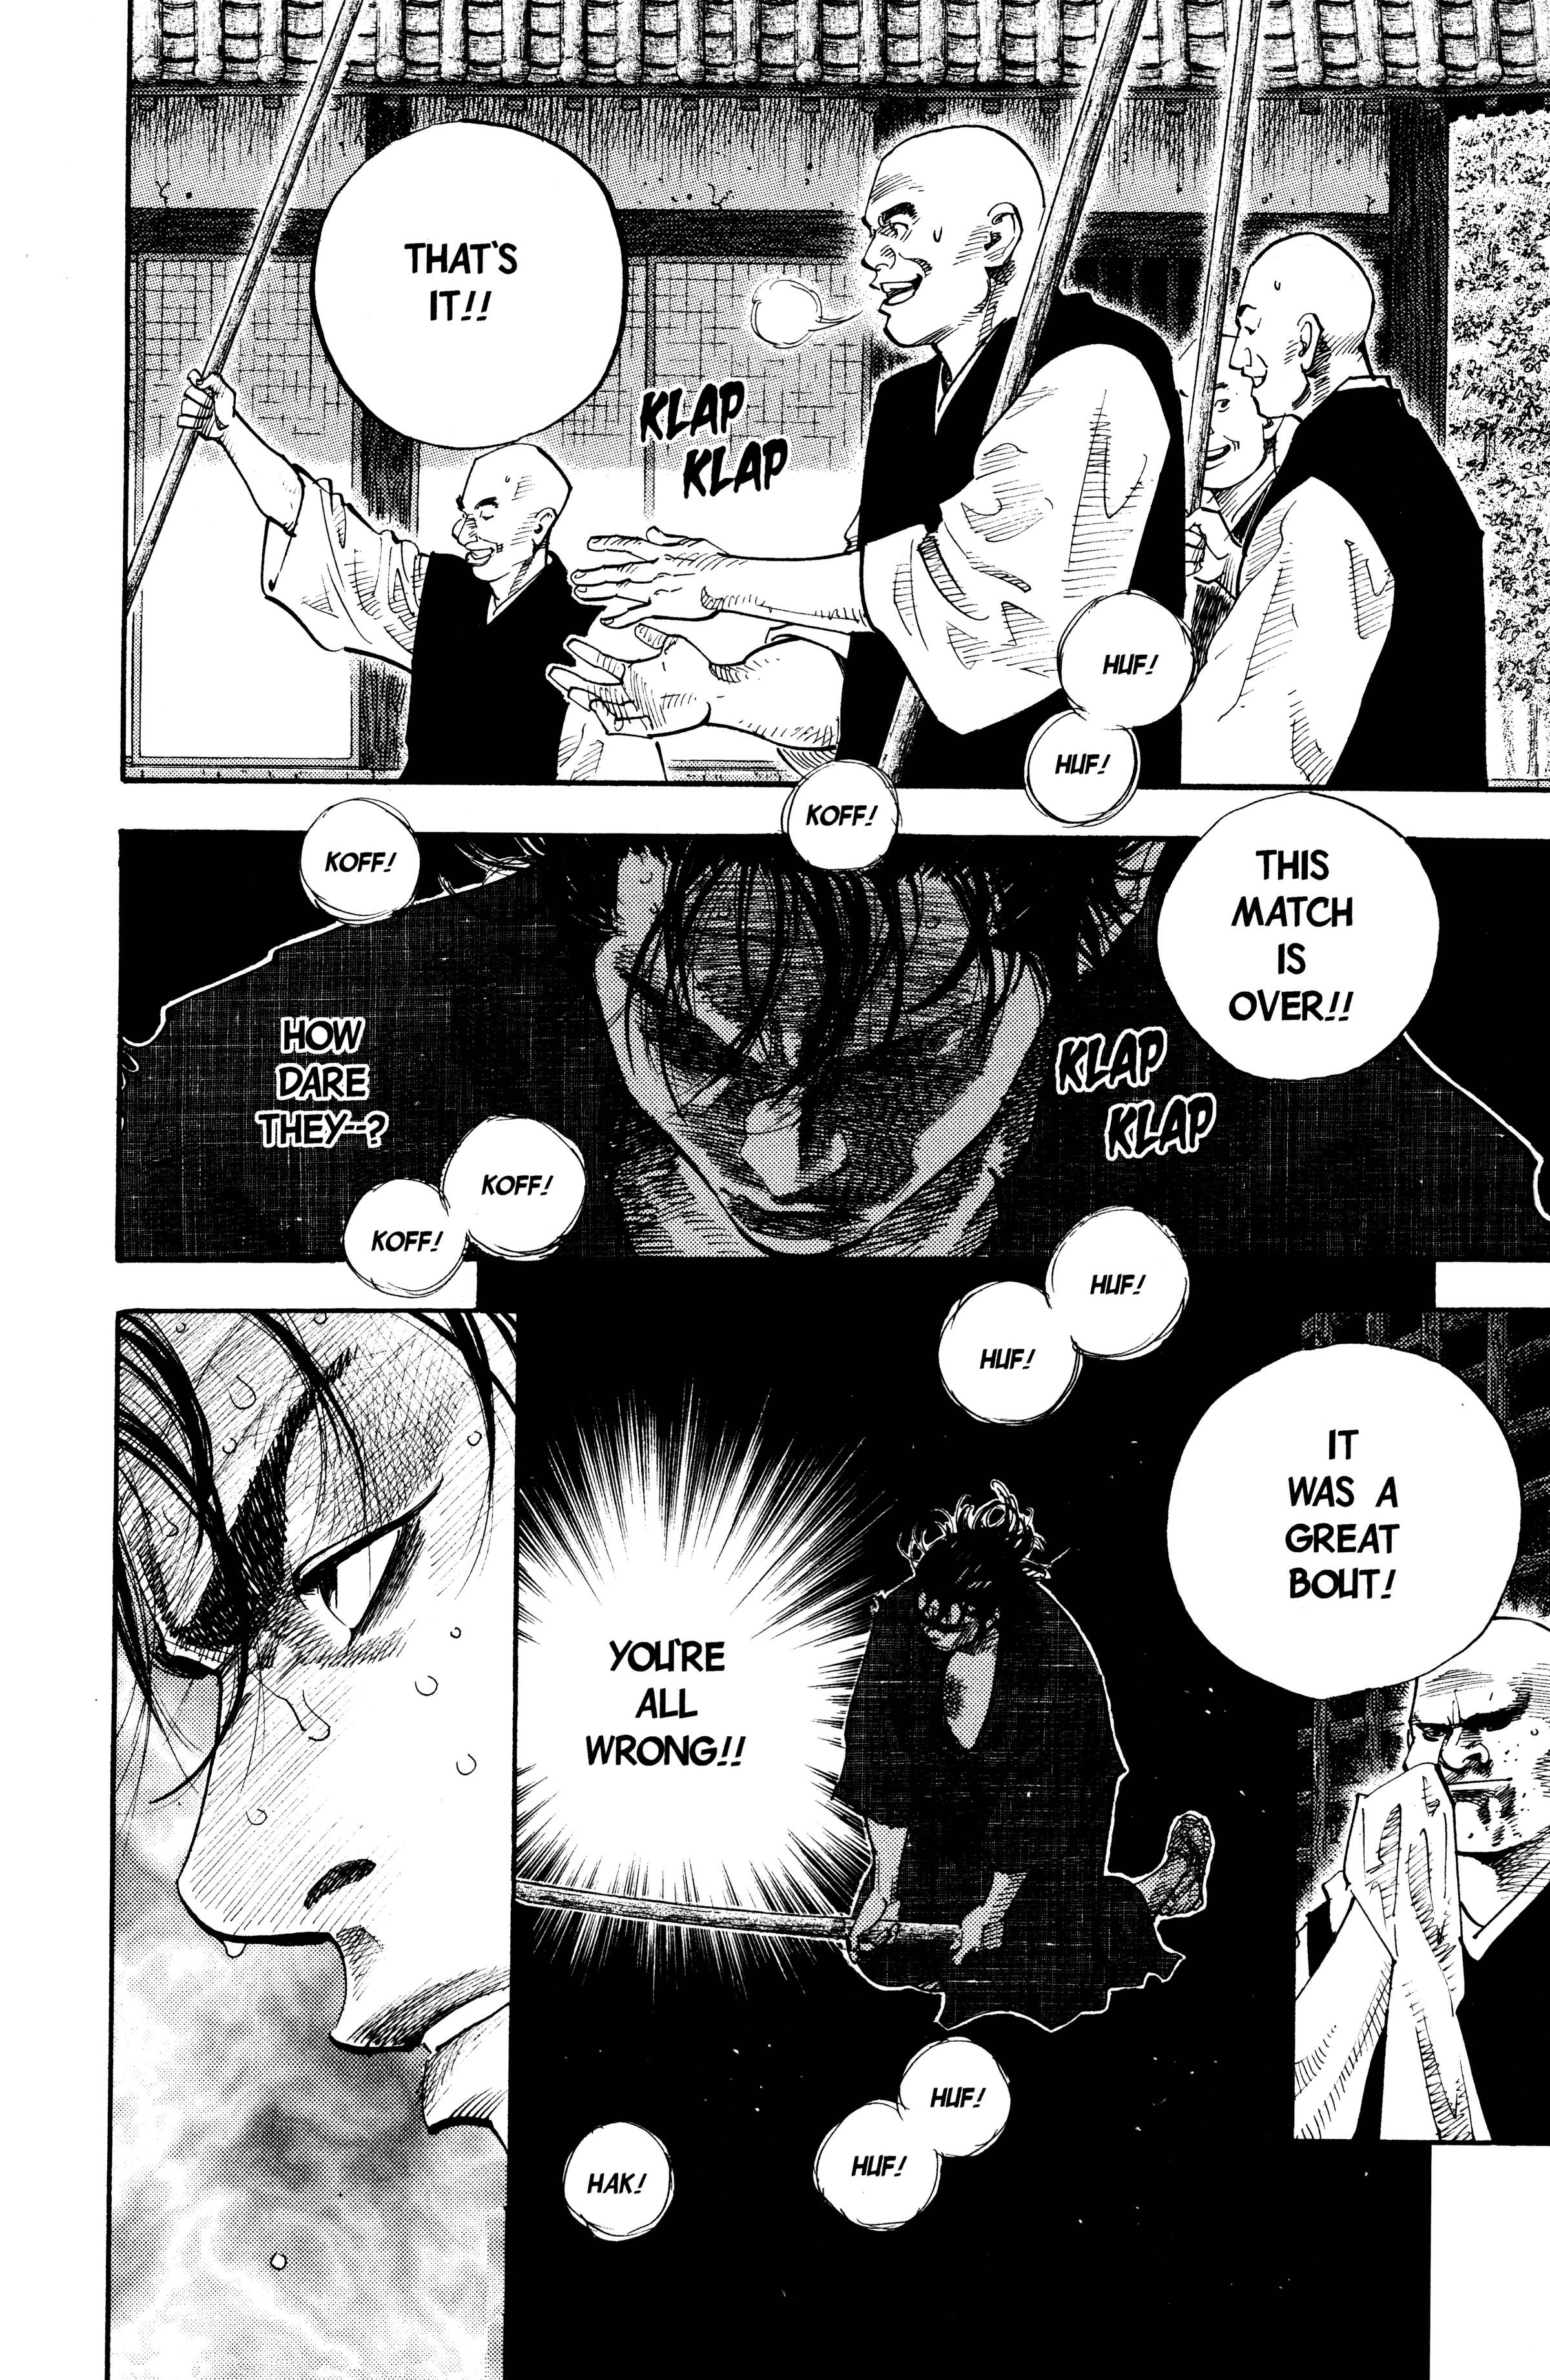 THAT'S
IT!!
KLAP
KLAP
HUF!
HUF!
KOFF!
KOFF!
THIS
MATCH
IS
OVER!!
KLAP
KLAP
HOW
DARE
THEY--?
KOFF!
KOFF!
HUF!
HUF!
IT
WAS A
GREAT
BOUT!
YOU'RE
ALL
WRONG!!
HUF!
HUF!
HAK!